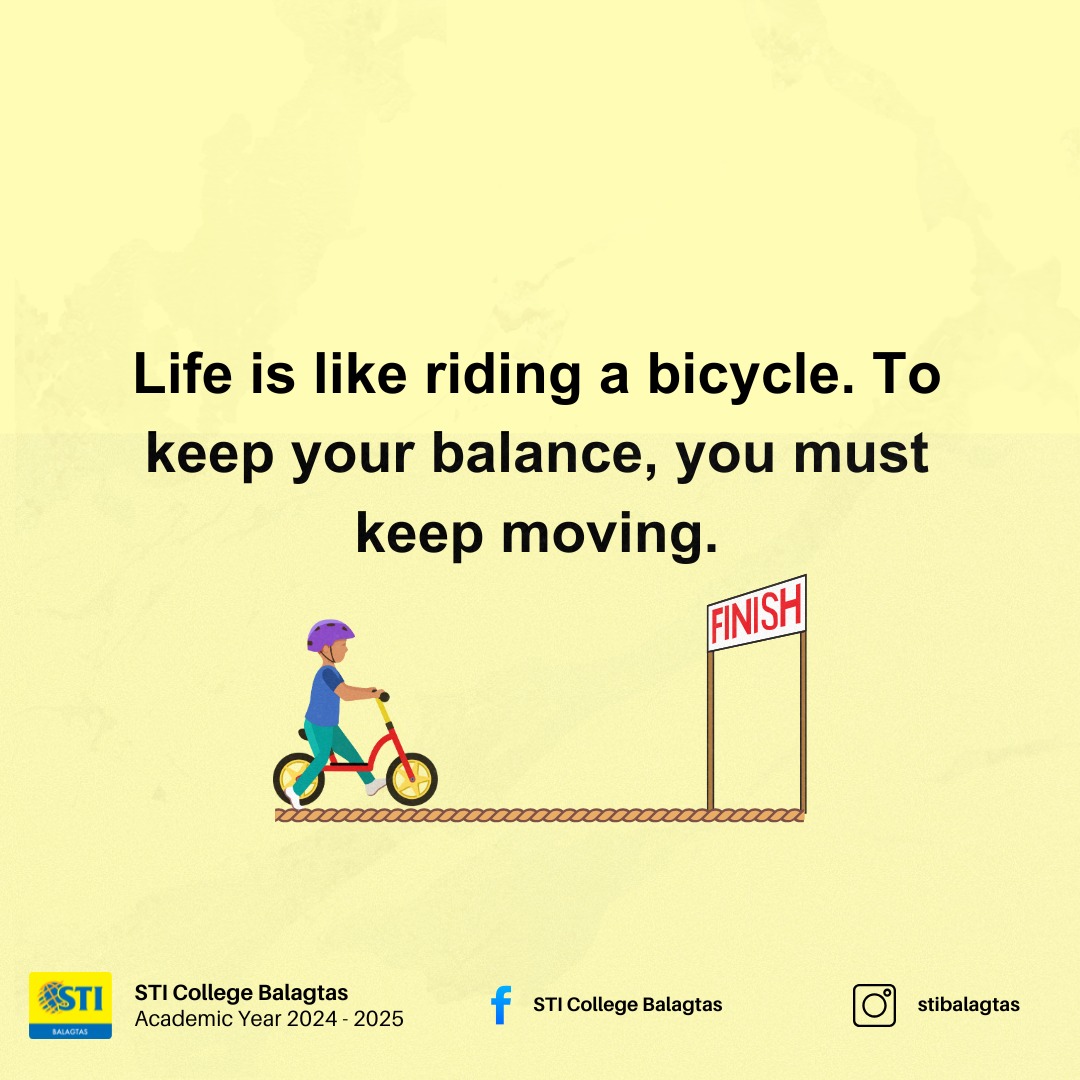 Life is like riding a bicycle. To
keep your balance, you must
keep moving.
FINISH
STI
BALAGTAS
STI College Balagtas
Academic Year 2024 - 2025
STI College Balagtas
stibalagtas